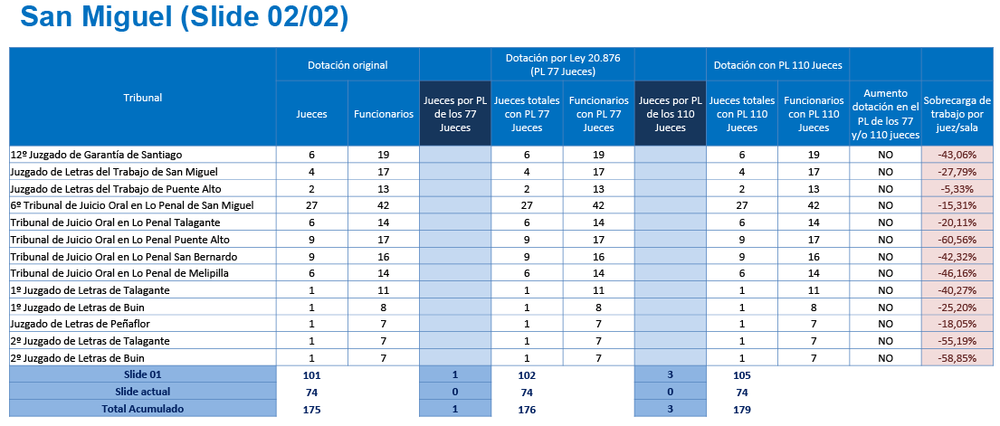 San Miguel (Slide 02/02)
Tribunal
Dotación original
Dotación por Ley 20.876
(PL 77 Jueces)
Dotación con PL 110 Jueces
Jueces
Funcionarios
Jueces por PL
de los 77
Jueces
Jueces totales
con PL 77
Jueces
Funcionarios
con PL 77
Jueces
Jueces por PL
de los 110
Jueces
Jueces totales
con PL 110
Jueces
Funcionarios
con PL 110
Jueces
Aumento
dotación en el
PL de los 77
y/o 110 jueces
Sobrecarga de
trabajo por
juez/sala
12º Juzgado de Garantía de Santiago 6 19 6 19 6 19 NO -43,06%
Juzgado de Letras del Trabajo de San Miguel 4 17 4 17 4 17 NO -27,79%
Juzgado de Letras del Trabajo de Puente Alto 2 13 2 13 2 13 NO -5,33%
6º Tribunal de Juicio Oral en Lo Penal de San Miguel 27 42 27 42 27 42 NO -15,31%
Tribunal de Juicio Oral en Lo Penal Talagante 6 14 6 14 6 14 NO -20,11%
Tribunal de Juicio Oral en Lo Penal Puente Alto 9 17 9 17 9 17 NO -60,56%
Tribunal de Juicio Oral en Lo Penal San Bernardo 9 16 9 16 9 16 NO -42,32%
Tribunal de Juicio Oral en Lo Penal de Melipilla 6 14 6 14 6 14 NO -46,16%
1º Juzgado de Letras de Talagante 1 11 1 11 1 11 NO -40,27%
1º Juzgado de Letras de Buin 1 8 1 8 1 8 NO -25,20%
Juzgado de Letras de Peñaflor 1 7 1 7 1 7 NO -18,05%
2º Juzgado de Letras de Talagante 1 7 1 7 1 7 NO -55,19%
2º Juzgado de Letras de Buin 1 7 1 7 1 7 NO -58,85%
Slide 01 101 1 102 3 105
Slide actual 74 0 74 0 74
Total Acumulado 175 1 176 3 179